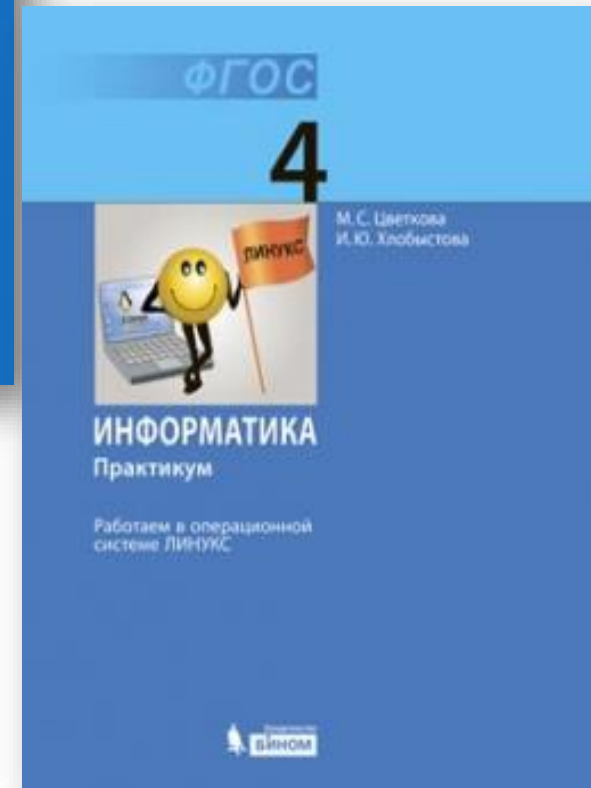 ФГОС
4
М. С. Цветкова
И. Ю. Хлобыстова
ЛИНУКС
ИНФОРМАТИКА
Практикум
Работаем в операционной
системе ЛИНУКС
БИНОМ